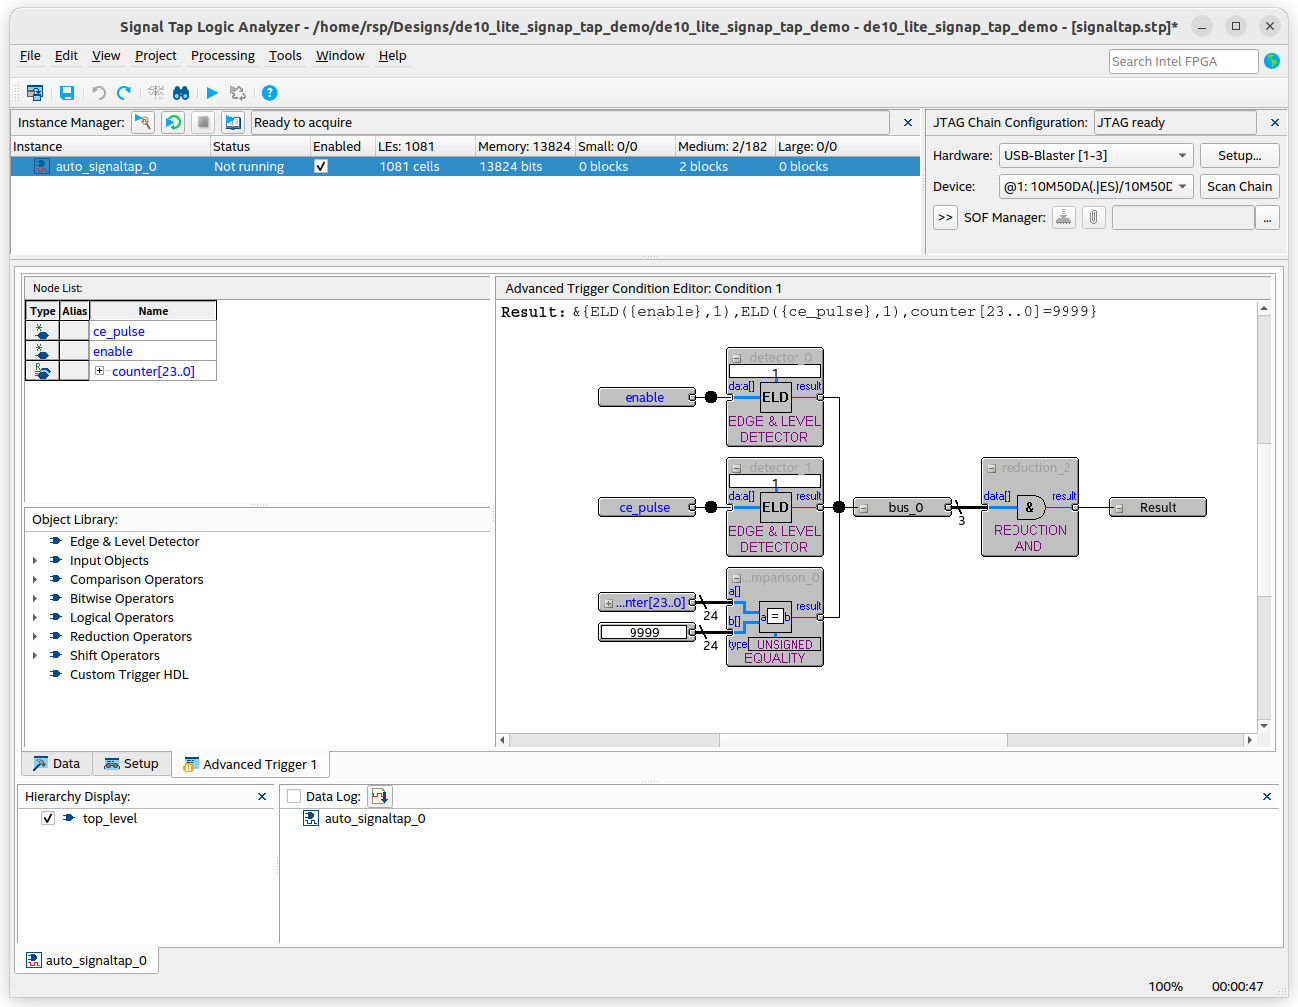 Signal Tap Logic Analyzer - /home/rsp/Designs/de10_lite_signap_tap_demo/de10_lite_signap_tap_demo - de10_lite_signap_tap_demo - [signaltap.stp]*
File Edit View Project Processing Tools Window Help
Search Intel FPGA
Instance Manager: Ready to acquire
Instance Status Enabled LEs: 1081 Memory: 13824 Small: 0/0 Medium: 2/182 Large: 0/0
auto_signaltap_0 Not running 1081 cells 13824 bits 0 blocks 2 blocks 0 blocks
JTAG Chain Configuration: JTAG ready
Hardware: USB-Blaster [1-3] Setup...
Device: @1: 10M50DA(.|ES)/10M50D Scan Chain
>> SOF Manager: ...
Node List:
Type Alias Name
ce_pulse
enable
counter[23..0]
Object Library:
Edge & Level Detector
Input Objects
Comparison Operators
Bitwise Operators
Logical Operators
Reduction Operators
Shift Operators
Custom Trigger HDL
Advanced Trigger Condition Editor: Condition 1
Result: &{ELD({enable},1),ELD({ce_pulse},1),counter[23..0]=9999}
detector_0
1
enable
da:a[] ELD result
EDGE & LEVEL
DETECTOR
detector_1
1
ce_pulse
da:a[] ELD result
EDGE & LEVEL
DETECTOR
bus_0
3
reduction_2
data[] & result
REDUCTION
AND
Result
...mparison_0
...nter[23..0]
24
9999
24
a[]
b[]
a = b
result
type UNSIGNED
EQUALITY
Data Setup Advanced Trigger 1
Hierarchy Display:
top_level
Data Log:
auto_signaltap_0
auto_signaltap_0
100% 00:00:47